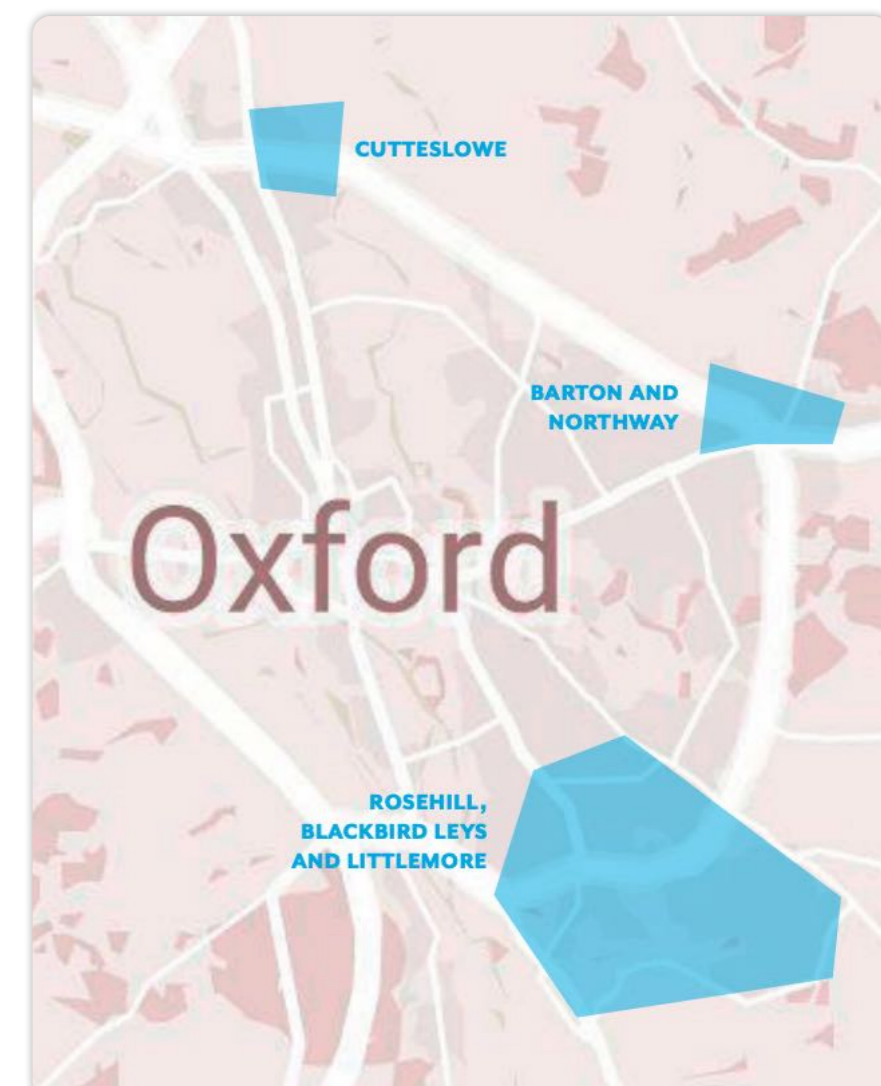 CUTTESLOWE
BARTON AND
NORTHWAY
Oxford
ROSEHILL,
BLACKBIRD LEYS
AND LITTLEMORE